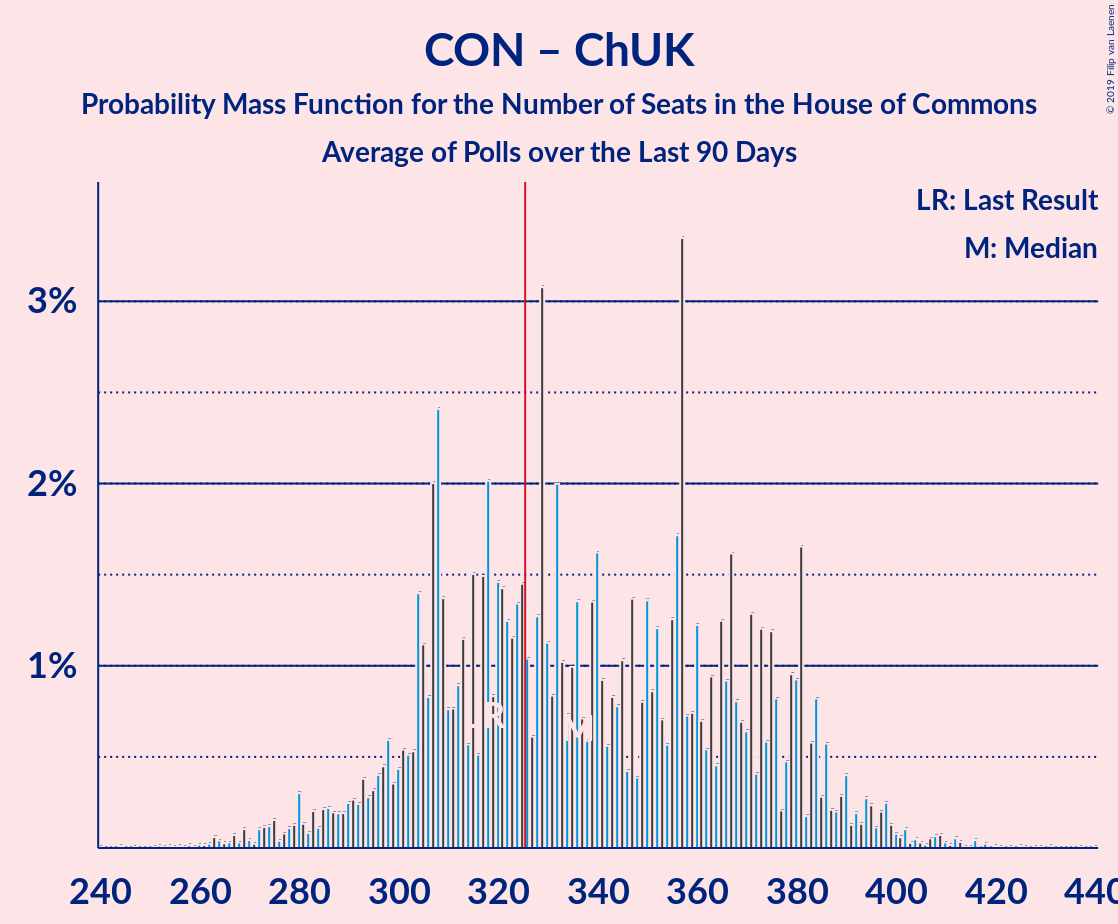 CON – ChUK
Probability Mass Function for the Number of Seats in the House of Commons
Average of Polls over the Last 90 Days
© 2019 Filip van Laenen
LR: Last Result
M: Median
3%
2%
1%
LR
M
240 260 280 300 320 340 360 380 400 420 440